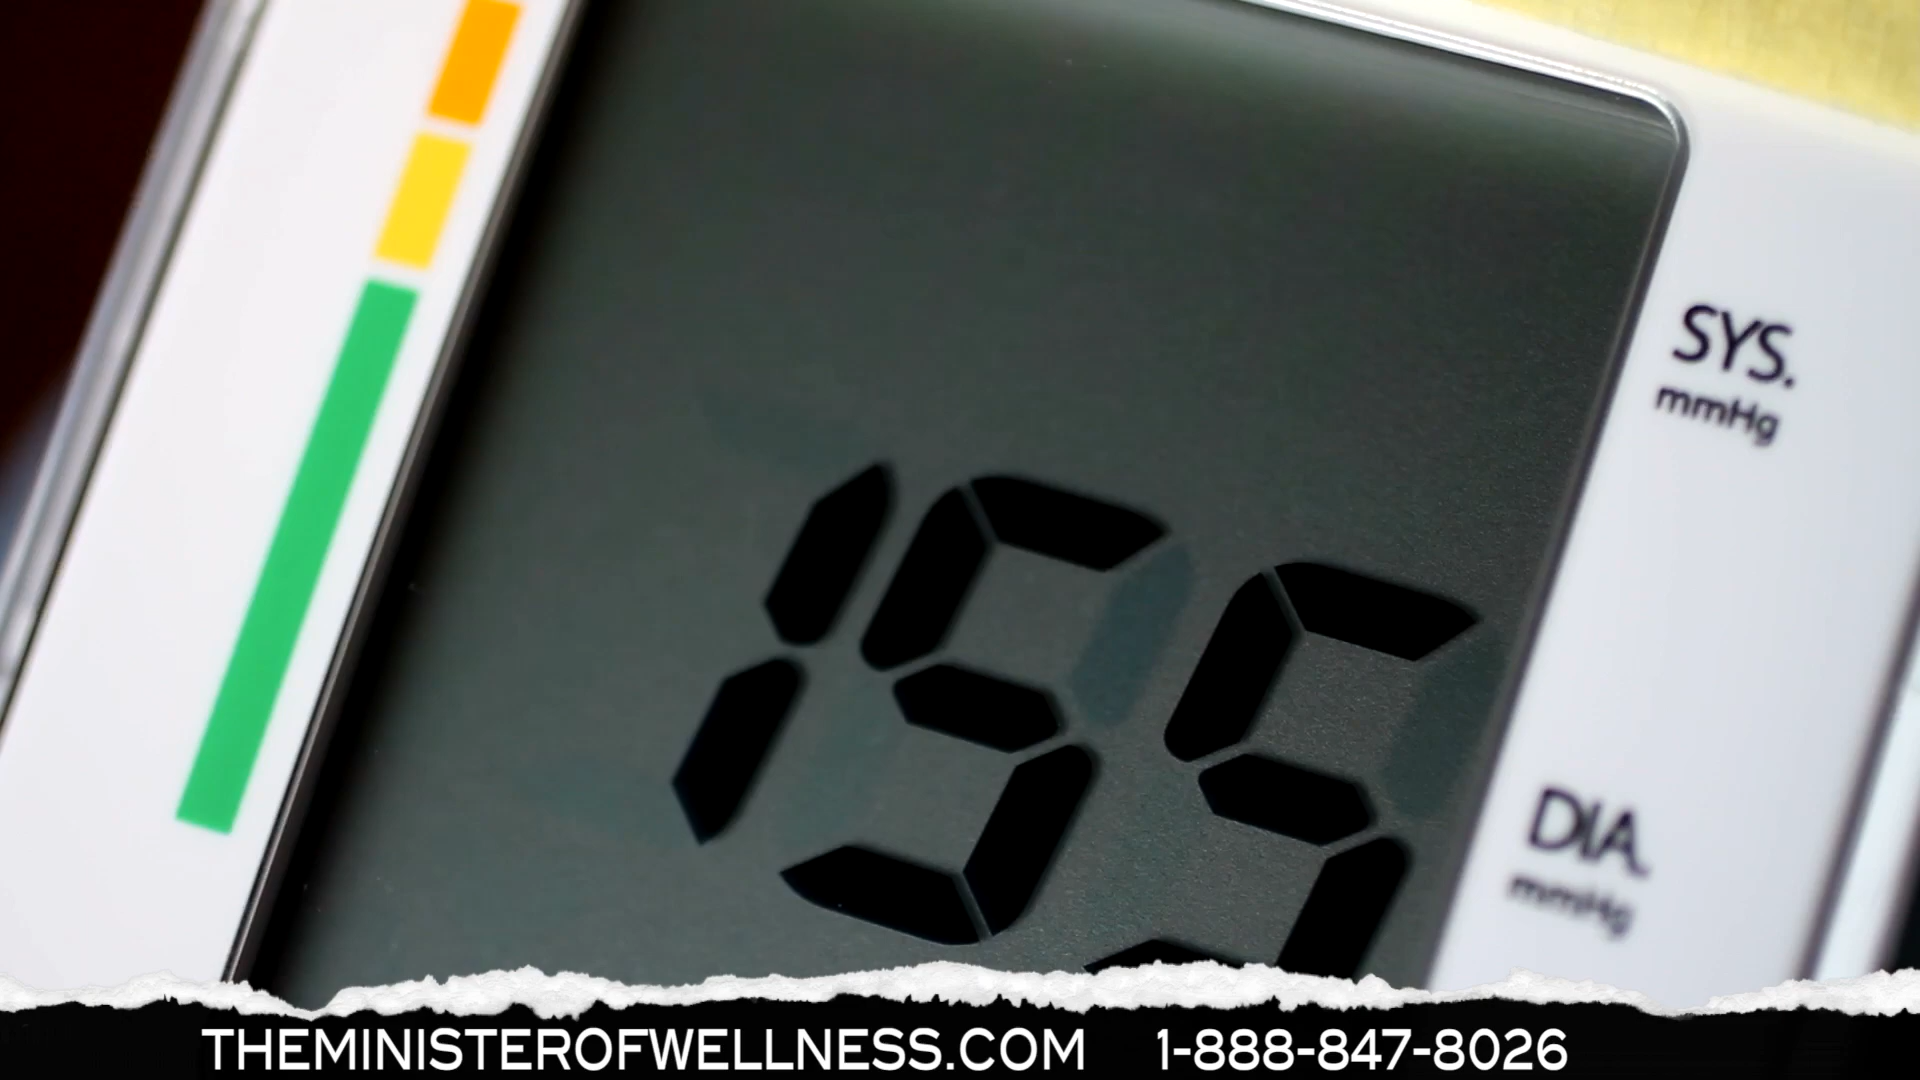 SYS.
mmHg
155
DIA.
mmHg
THEMINISTEROFWELLNESS.COM 1-888-847-8026